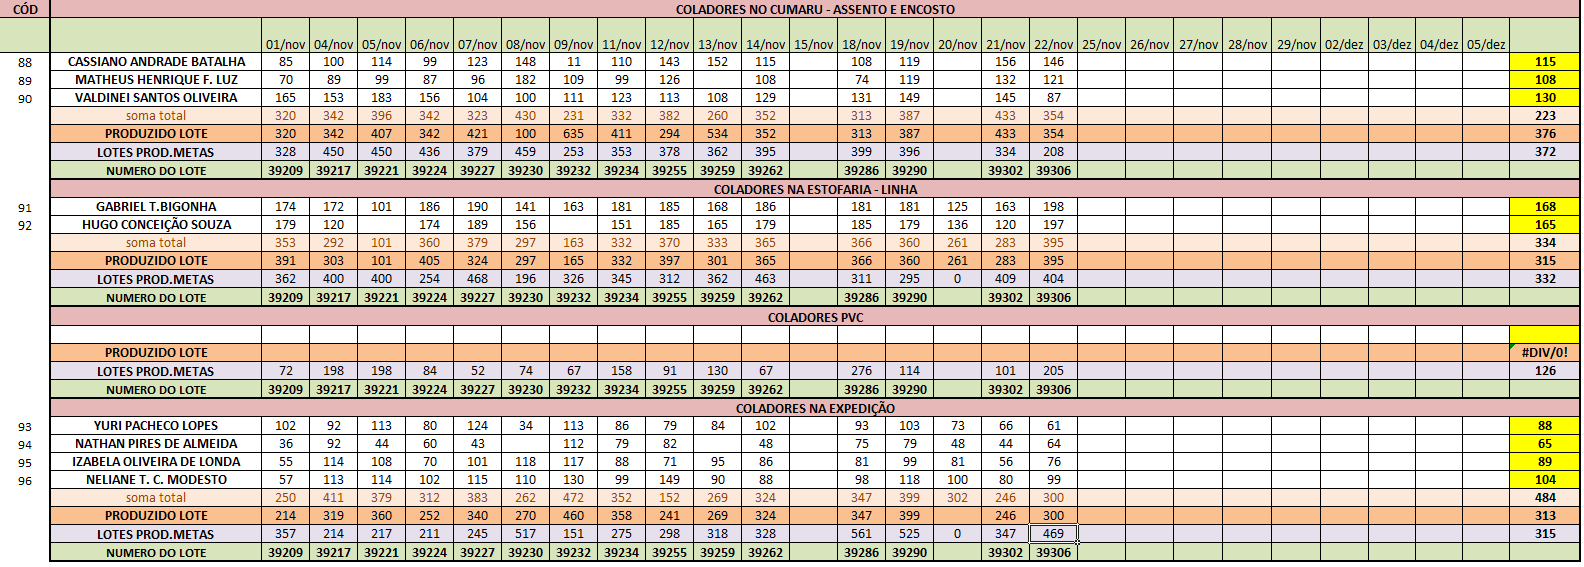 CÓD COLADORES NO CUMARU - ASSENTO E ENCOSTO
01/nov 04/nov 05/nov 06/nov 07/nov 08/nov 09/nov 11/nov 12/nov 13/nov 14/nov 15/nov 18/nov 19/nov 20/nov 21/nov 22/nov 25/nov 26/nov 27/nov 28/nov 29/nov 02/dez 03/dez 04/dez 05/dez
88 CASSIANO ANDRADE BATALHA 85 100 114 99 123 148 11 110 143 152 115 108 119 156 146 115
89 MATHEUS HENRIQUE F. LUZ 70 89 99 87 96 182 109 99 126 108 74 119 132 121 108
90 VALDINEI SANTOS OLIVEIRA 165 153 183 156 104 100 111 123 113 108 129 131 149 145 87 130
soma total 320 342 396 342 323 430 231 332 382 260 352 313 387 433 354 223
PRODUZIDO LOTE 320 342 407 342 421 100 635 411 294 534 352 313 387 433 354 376
LOTES PROD.METAS 328 450 450 436 379 459 253 353 378 362 395 399 396 334 208 372
NUMERO DO LOTE 39209 39217 39221 39224 39227 39230 39232 39234 39255 39259 39262 39286 39290 39302 39306
COLADORES NA ESTOFARIA - LINHA
91 GABRIEL T.BIGONHA 174 172 101 186 190 141 163 181 185 168 186 181 181 125 163 198 168
92 HUGO CONCEIÇÃO SOUZA 179 120 174 189 156 151 185 165 179 185 179 136 120 197 165
soma total 353 292 101 360 379 297 163 332 370 333 365 366 360 261 283 395 334
PRODUZIDO LOTE 391 303 101 405 324 297 165 332 397 301 365 366 360 261 283 395 315
LOTES PROD.METAS 362 400 400 254 468 196 326 345 312 362 463 311 295 0 409 404 332
NUMERO DO LOTE 39209 39217 39221 39224 39227 39230 39232 39234 39255 39259 39262 39286 39290 39302 39306
COLADORES PVC
PRODUZIDO LOTE #DIV/0!
LOTES PROD.METAS 72 198 198 84 52 74 67 158 91 130 67 276 114 101 205 126
NUMERO DO LOTE 39209 39217 39221 39224 39227 39230 39232 39234 39255 39259 39262 39286 39290 39302 39306
COLADORES NA EXPEDIÇÃO
93 YURI PACHECO LOPES 102 92 113 80 124 34 113 86 79 84 102 93 103 73 66 61 88
94 NATHAN PIRES DE ALMEIDA 36 92 44 60 43 112 79 82 48 75 79 48 44 64 65
95 IZABELA OLIVEIRA DE LONDA 55 114 108 70 101 118 117 88 71 95 86 81 99 81 56 76 89
96 NELIANE T. C. MODESTO 57 113 114 102 115 110 130 99 149 90 88 98 118 100 80 99 104
soma total 250 411 379 312 383 262 472 352 152 269 324 347 399 302 246 300 484
PRODUZIDO LOTE 214 319 360 252 340 270 460 358 241 269 324 347 399 246 300 313
LOTES PROD.METAS 357 214 217 211 245 517 151 275 298 318 328 561 525 0 347 469 315
NUMERO DO LOTE 39209 39217 39221 39224 39227 39230 39232 39234 39255 39259 39262 39286 39290 39302 39306